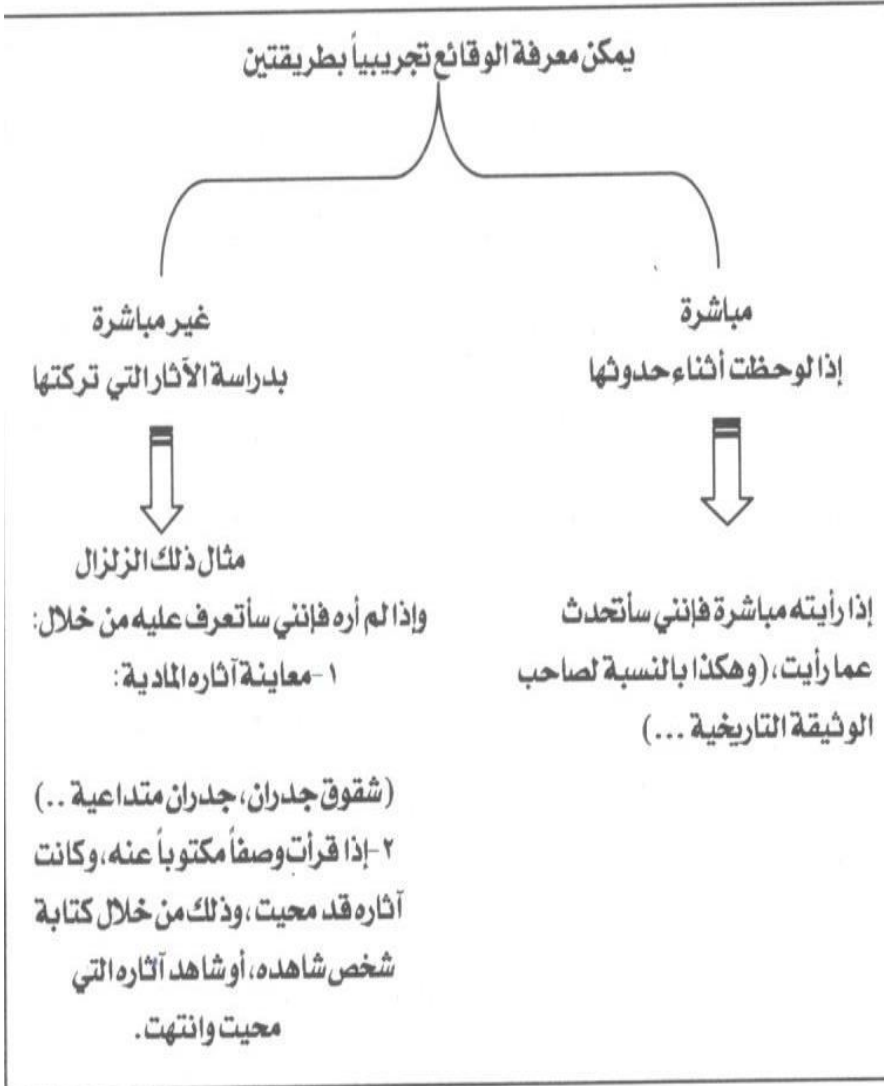 يمكن معرفة الوقائع تجريبياً بطريقتين
مباشرة
إذا لوحظت أثناء حدوثها
إذا رأيته مباشرة فإنني سأتحدث
عما رأيت، (وهكذا بالنسبة لصاحب
الوثيقة التاريخية ...)
غير مباشرة
بدراسة الآثار التي تركتها
مثال ذلك الزلزال
وإذا لم أره فإنني سأتعرف عليه من خلال:
١-معاينة آثاره المادية:
(شقوق جدران، جدران متداعية ..)
٢-إذا قرأت وصفاً مكتوباً عنه، وكانت
آثاره قد محيت، وذلك من خلال كتابة
شخص شاهده، أو شاهد آثاره التي
محيت وانتهت.